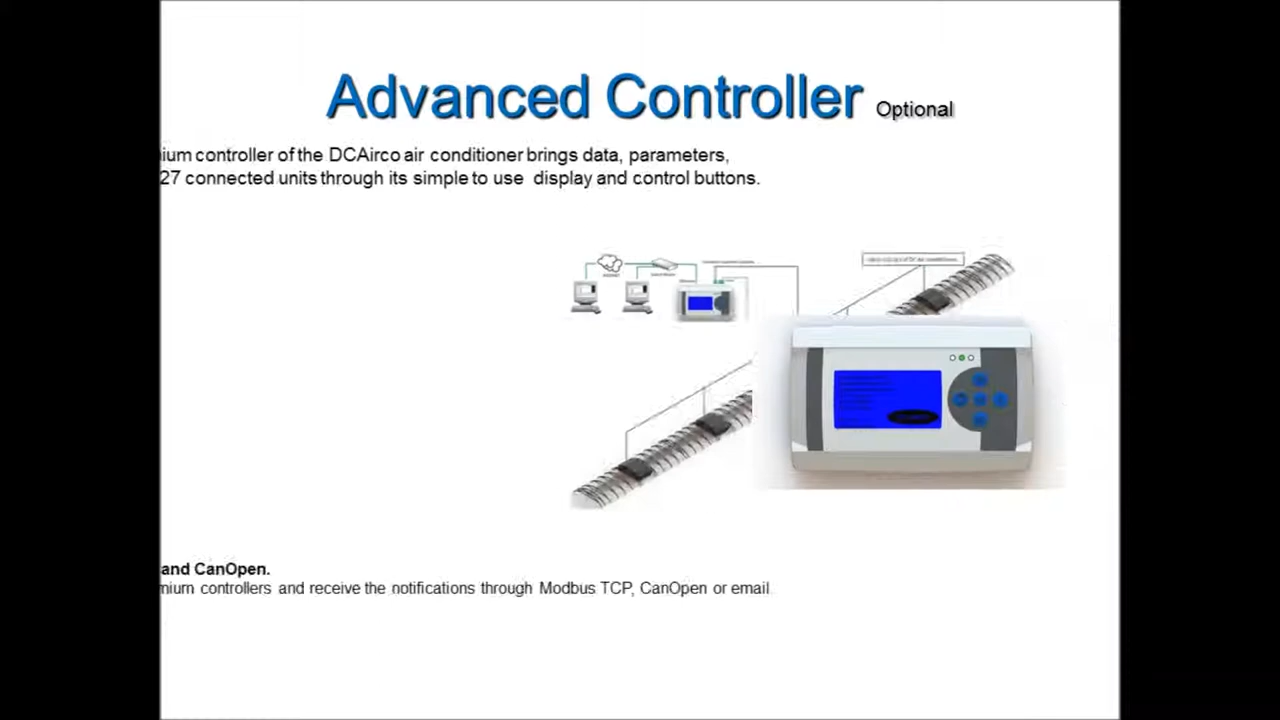 Advanced Controller Optional
ium controller of the DCAirco air conditioner brings data, parameters,
27 connected units through its simple to use display and control buttons.
and CanOpen.
nium controllers and receive the notifications through Modbus TCP, CanOpen or email